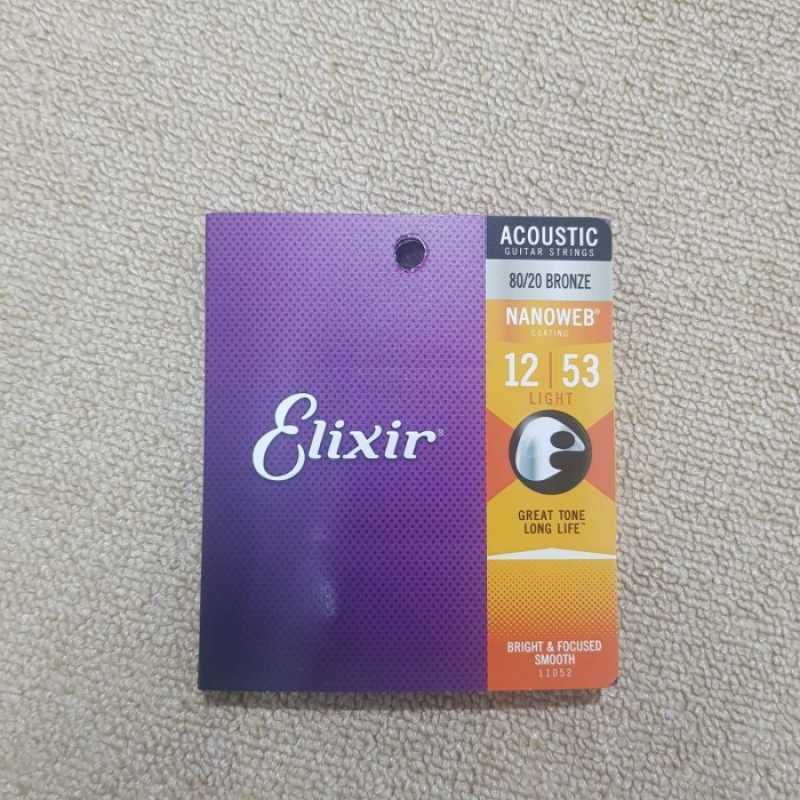 Elixir®
ACOUSTIC
GUITAR STRINGS
80/20 BRONZE
NANOWEB®
COATING
12 | 53
LIGHT
GREAT TONE
LONG LIFE™
BRIGHT & FOCUSED
SMOOTH
11052